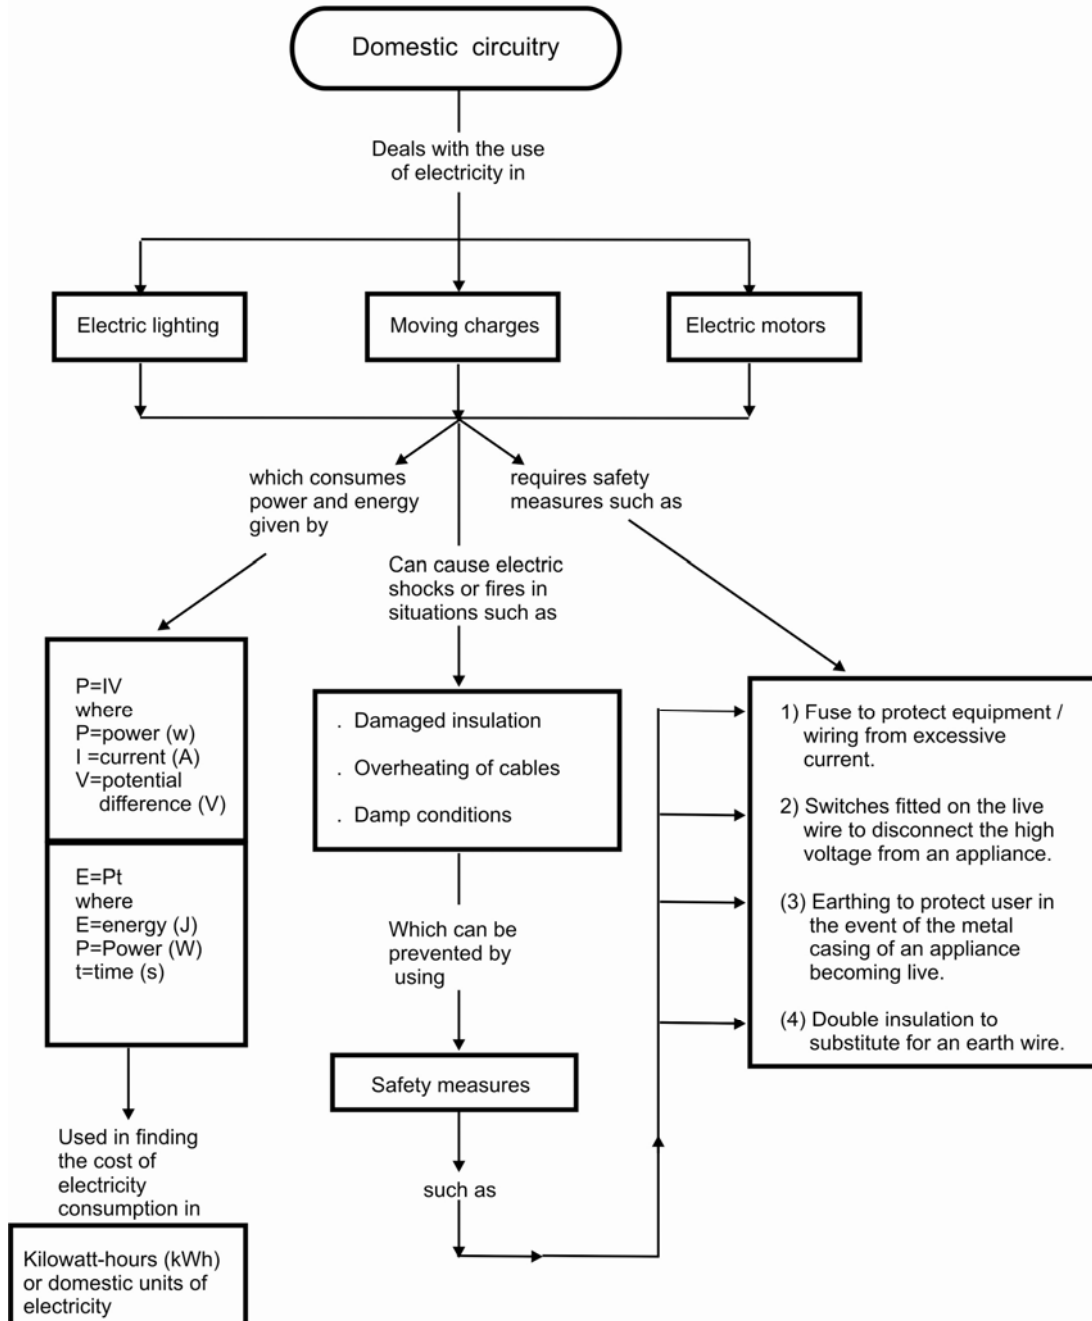 Domestic circuitry
Deals with the use
of electricity in
Electric lighting
Moving charges
Electric motors
which consumes
power and energy
given by
requires safety
measures such as
Can cause electric
shocks or fires in
situations such as
P=IV
where
P=power (w)
I =current (A)
V=potential
difference (V)
E=Pt
where
E=energy (J)
P=Power (W)
t=time (s)
. Damaged insulation
. Overheating of cables
. Damp conditions
1) Fuse to protect equipment /
wiring from excessive
current.
2) Switches fitted on the live
wire to disconnect the high
voltage from an appliance.
(3) Earthing to protect user in
the event of the metal
casing of an appliance
becoming live.
(4) Double insulation to
substitute for an earth wire.
Which can be
prevented by
using
Safety measures
such as
Used in finding
the cost of
electricity
consumption in
Kilowatt-hours (kWh)
or domestic units of
electricity